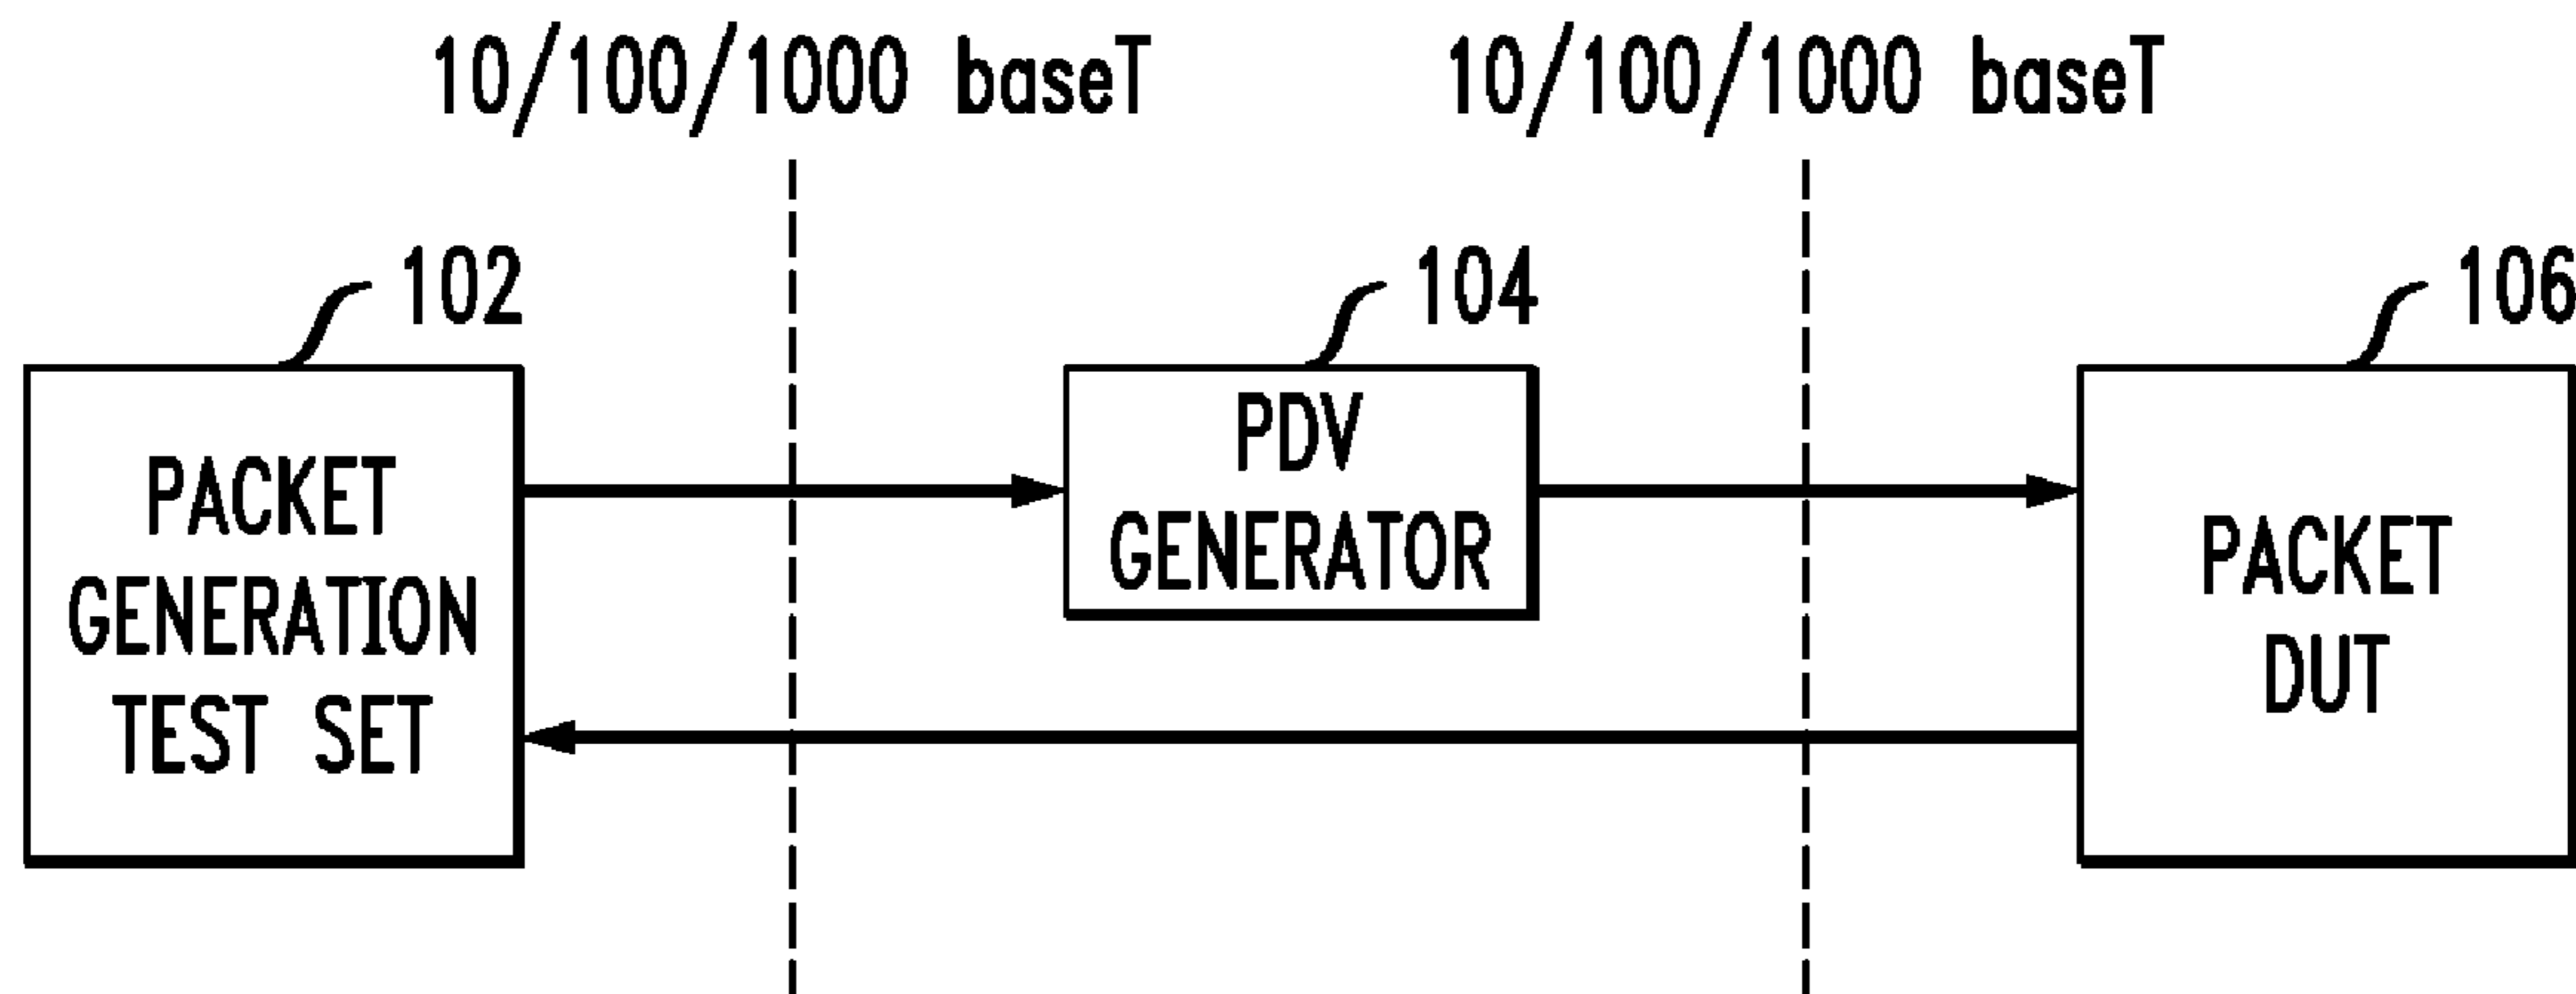 10/100/1000 baseT
10/100/1000 baseT
102
104
106
PACKET
GENERATION
TEST SET
PDV
GENERATOR
PACKET
DUT